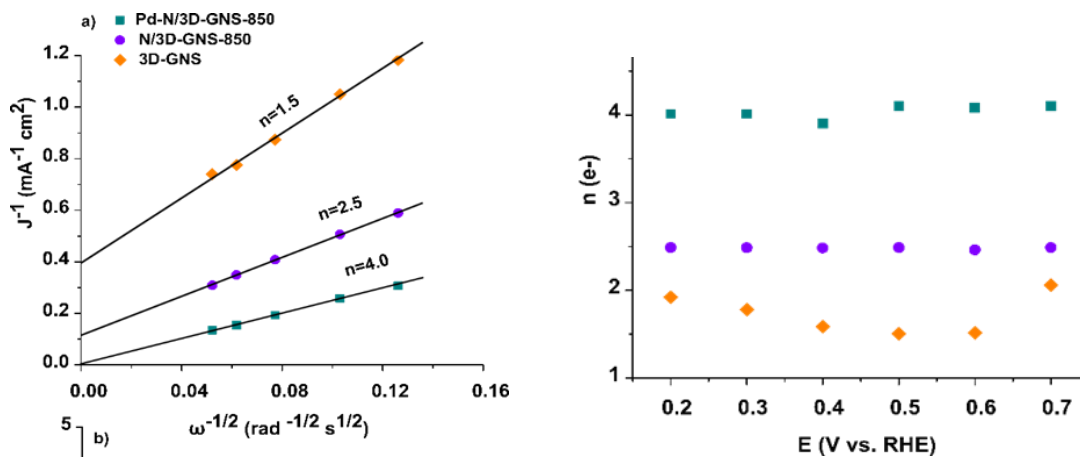 a)
Pd-N/3D-GNS-850
N/3D-GNS-850
3D-GNS
1.2
1.0
0.8
0.6
0.4
0.2
0.0
J⁻¹ (mA⁻¹ cm²)
n=1.5
n=2.5
n=4.0
0.00 0.04 0.08 0.12 0.16
ω⁻¹/² (rad ⁻¹/² s¹/²)
5
b)
4
3
2
1
n (e-)
0.2 0.3 0.4 0.5 0.6 0.7
E (V vs. RHE)